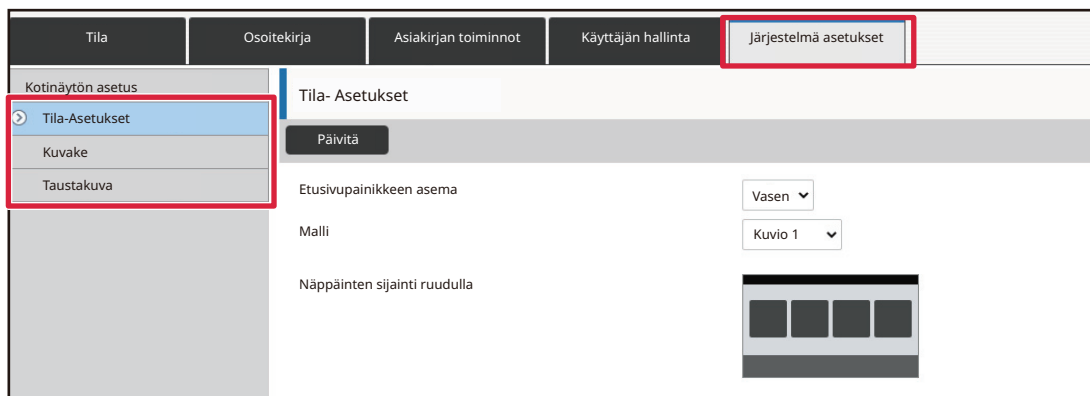 Tila
Osoitekirja
Asiakirjan toiminnot
Käyttäjän hallinta
Järjestelmä asetukset
Kotinäytön asetus
Tila-Asetukset
Kuvake
Taustakuva
Tila- Asetukset
Päivitä
Etusivupainikkeen asema
Vasen
Malli
Kuvio 1
Näppäinten sijainti ruudulla